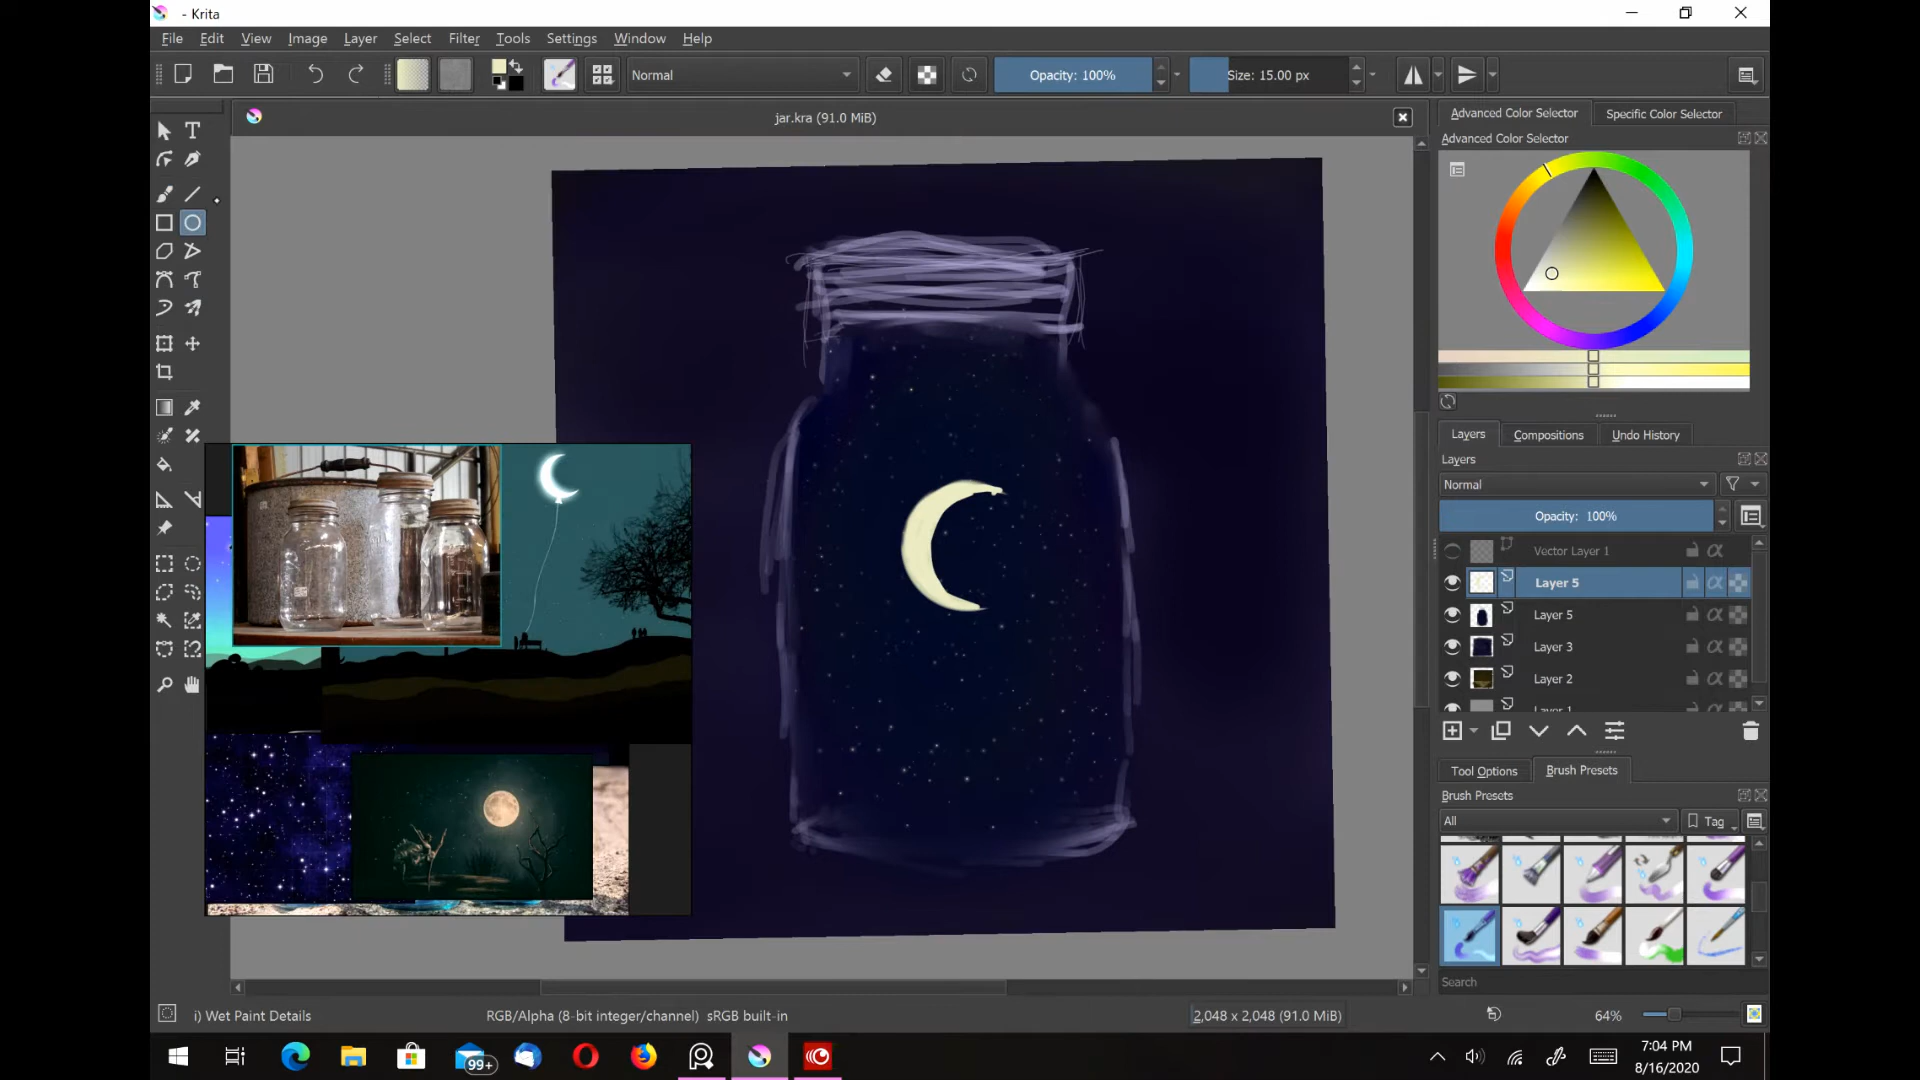 - Krita
File Edit View Image Layer Select Filter Tools Settings Window Help
Normal
Opacity: 100%
Size: 15.00 px
jar.kra (91.0 MiB)
Advanced Color Selector
Specific Color Selector
Advanced Color Selector
Layers
Compositions
Undo History
Layers
Normal
Opacity: 100%
Vector Layer 1
Layer 5
Layer 5
Layer 3
Layer 2
Layer 1
Tool Options
Brush Presets
Brush Presets
All
Tag
Search
i) Wet Paint Details
RGB/Alpha (8-bit integer/channel) sRGB built-in
2,048 x 2,048 (91.0 MiB)
64%
99+
7:04 PM
8/16/2020